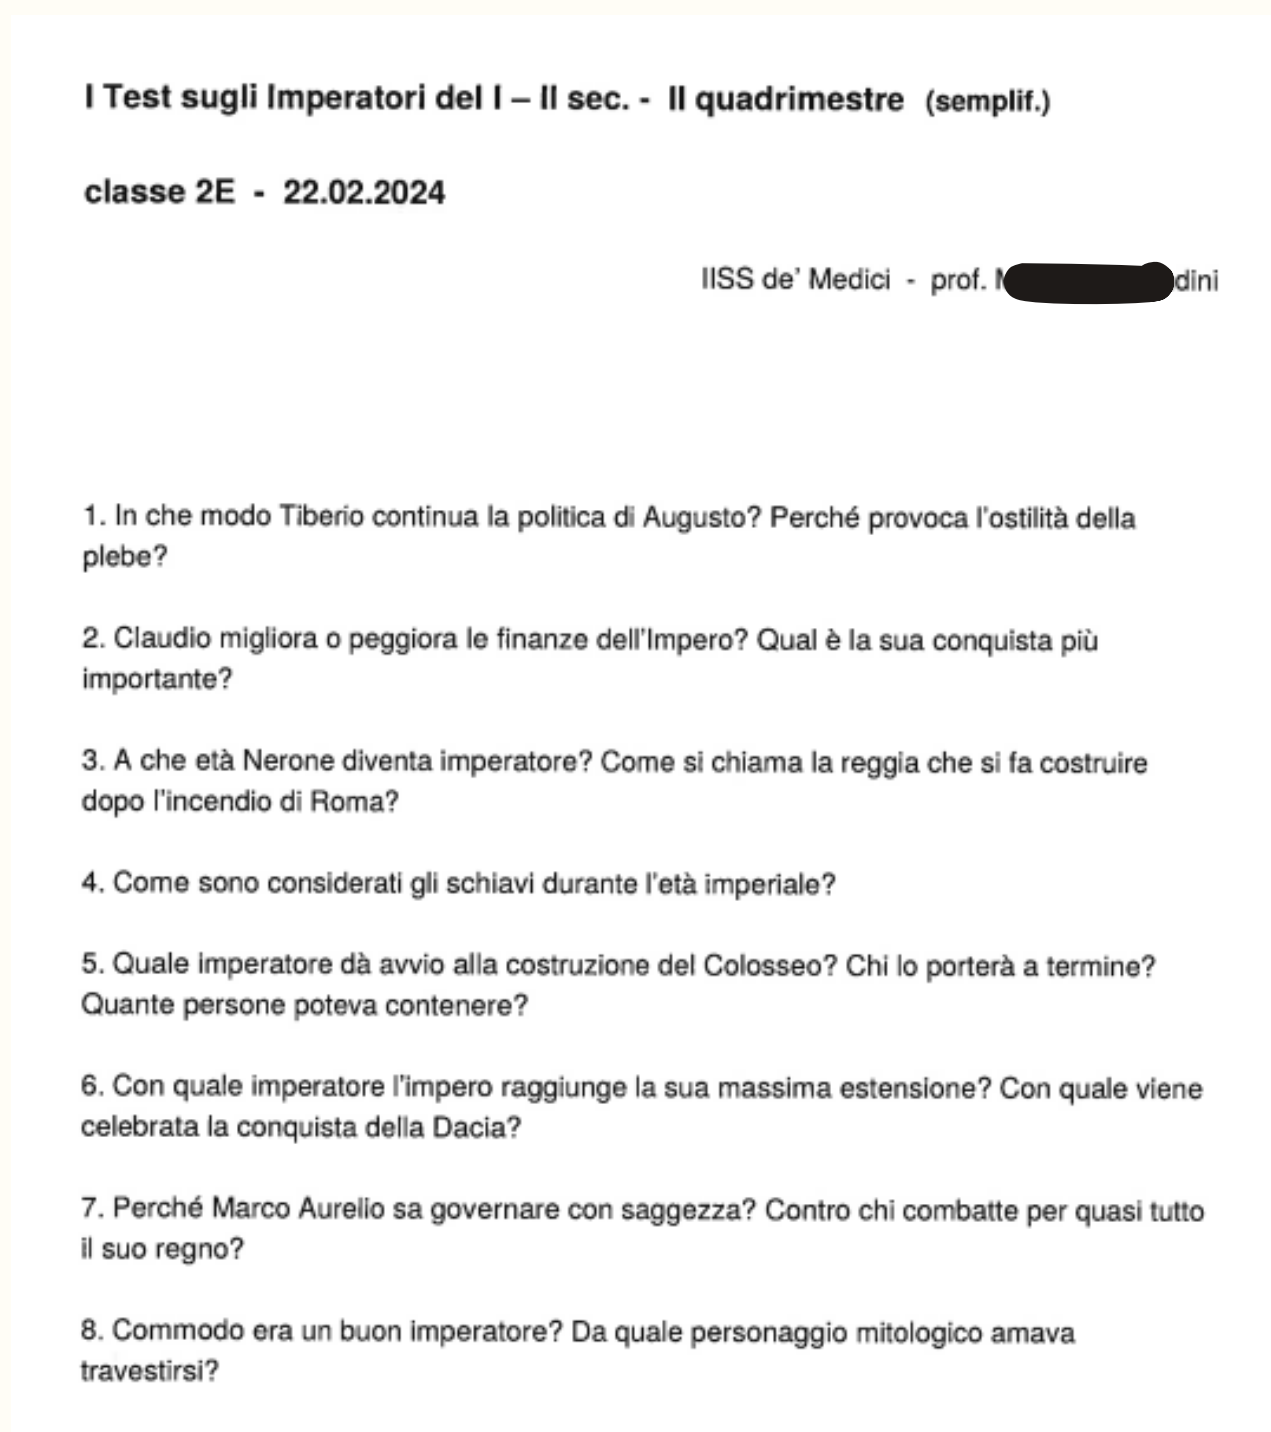 I Test sugli Imperatori del I – II sec. - II quadrimestre (semplif.)
classe 2E - 22.02.2024
IISS de' Medici - prof. dini
1. In che modo Tiberio continua la politica di Augusto? Perché provoca l'ostilità della
plebe?
2. Claudio migliora o peggiora le finanze dell'Impero? Qual è la sua conquista più
importante?
3. A che età Nerone diventa imperatore? Come si chiama la reggia che si fa costruire
dopo l'incendio di Roma?
4. Come sono considerati gli schiavi durante l'età imperiale?
5. Quale imperatore dà avvio alla costruzione del Colosseo? Chi lo porterà a termine?
Quante persone poteva contenere?
6. Con quale imperatore l'impero raggiunge la sua massima estensione? Con quale viene
celebrata la conquista della Dacia?
7. Perché Marco Aurelio sa governare con saggezza? Contro chi combatte per quasi tutto
il suo regno?
8. Commodo era un buon imperatore? Da quale personaggio mitologico amava
travestirsi?